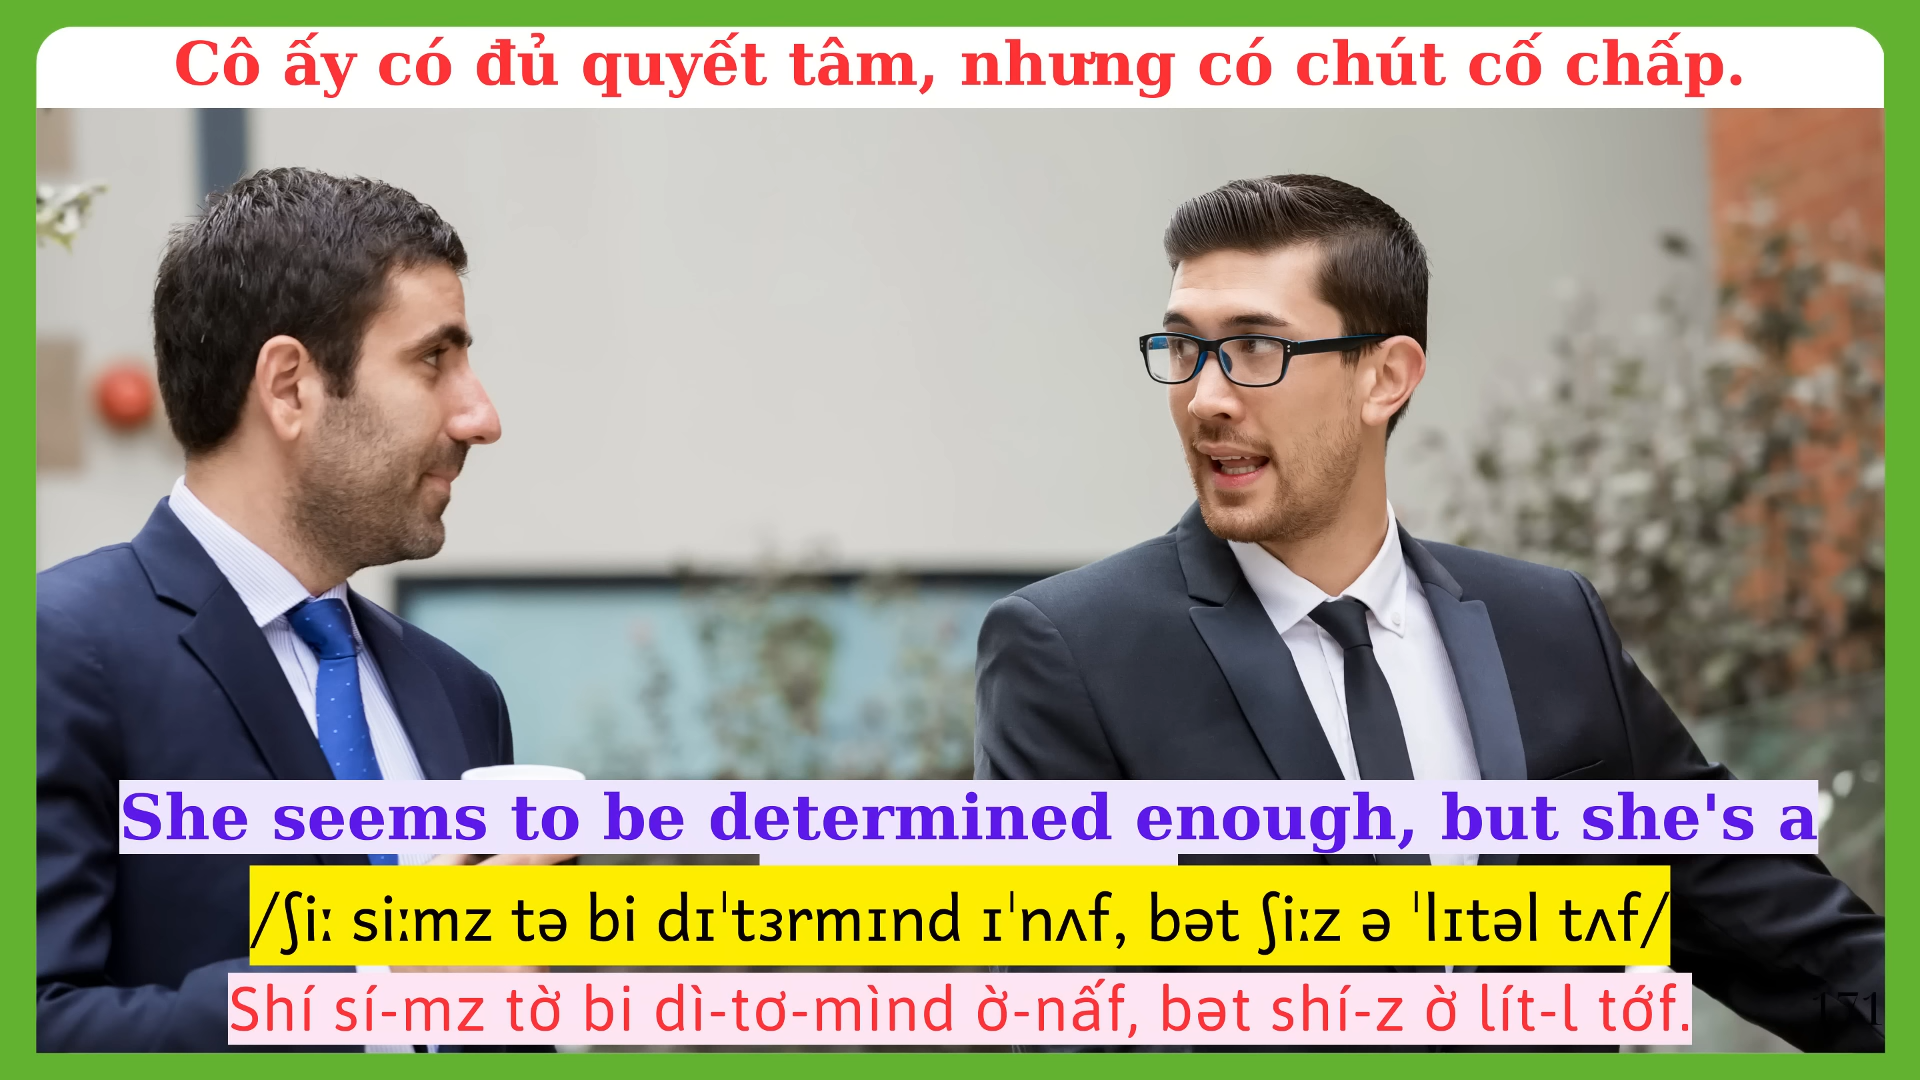 Cô ấy có đủ quyết tâm, nhưng có chút cố chấp.
She seems to be determined enough, but she's a
/ʃiː siːmz tə bi dɪˈtɜrmɪnd ɪˈnʌf, bət ʃiːz ə ˈlɪtəl tʌf/
Shí sí-mz tờ bi dì-tơ-mình ờ-nấf, bət shí-z ờ lít-l tớf.
171